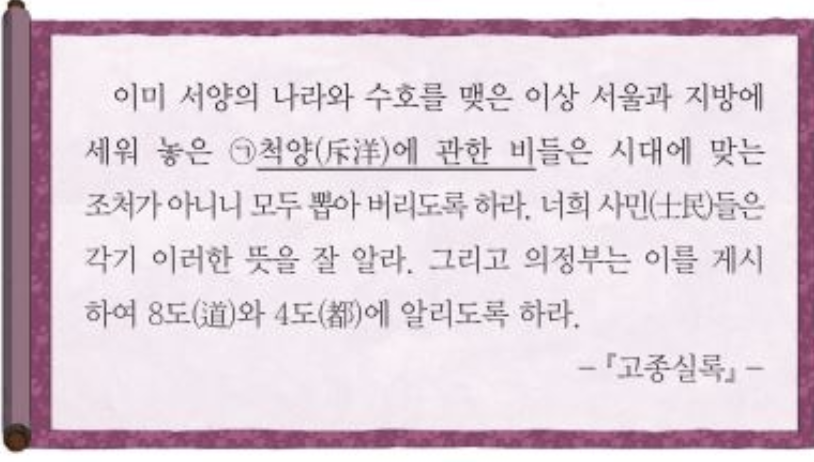 이미 서양의 나라와 수호를 맺은 이상 서울과 지방에
세워 놓은 ㉠척양(斥洋)에 관한 비들은 시대에 맞는
조처가 아니니 모두 뽑아 버리도록 하라. 너희 사민(士民)들은
각기 이러한 뜻을 잘 알라. 그리고 의정부는 이를 게시
하여 8도(道)와 4도(都)에 알리도록 하라.
-『고종실록』-